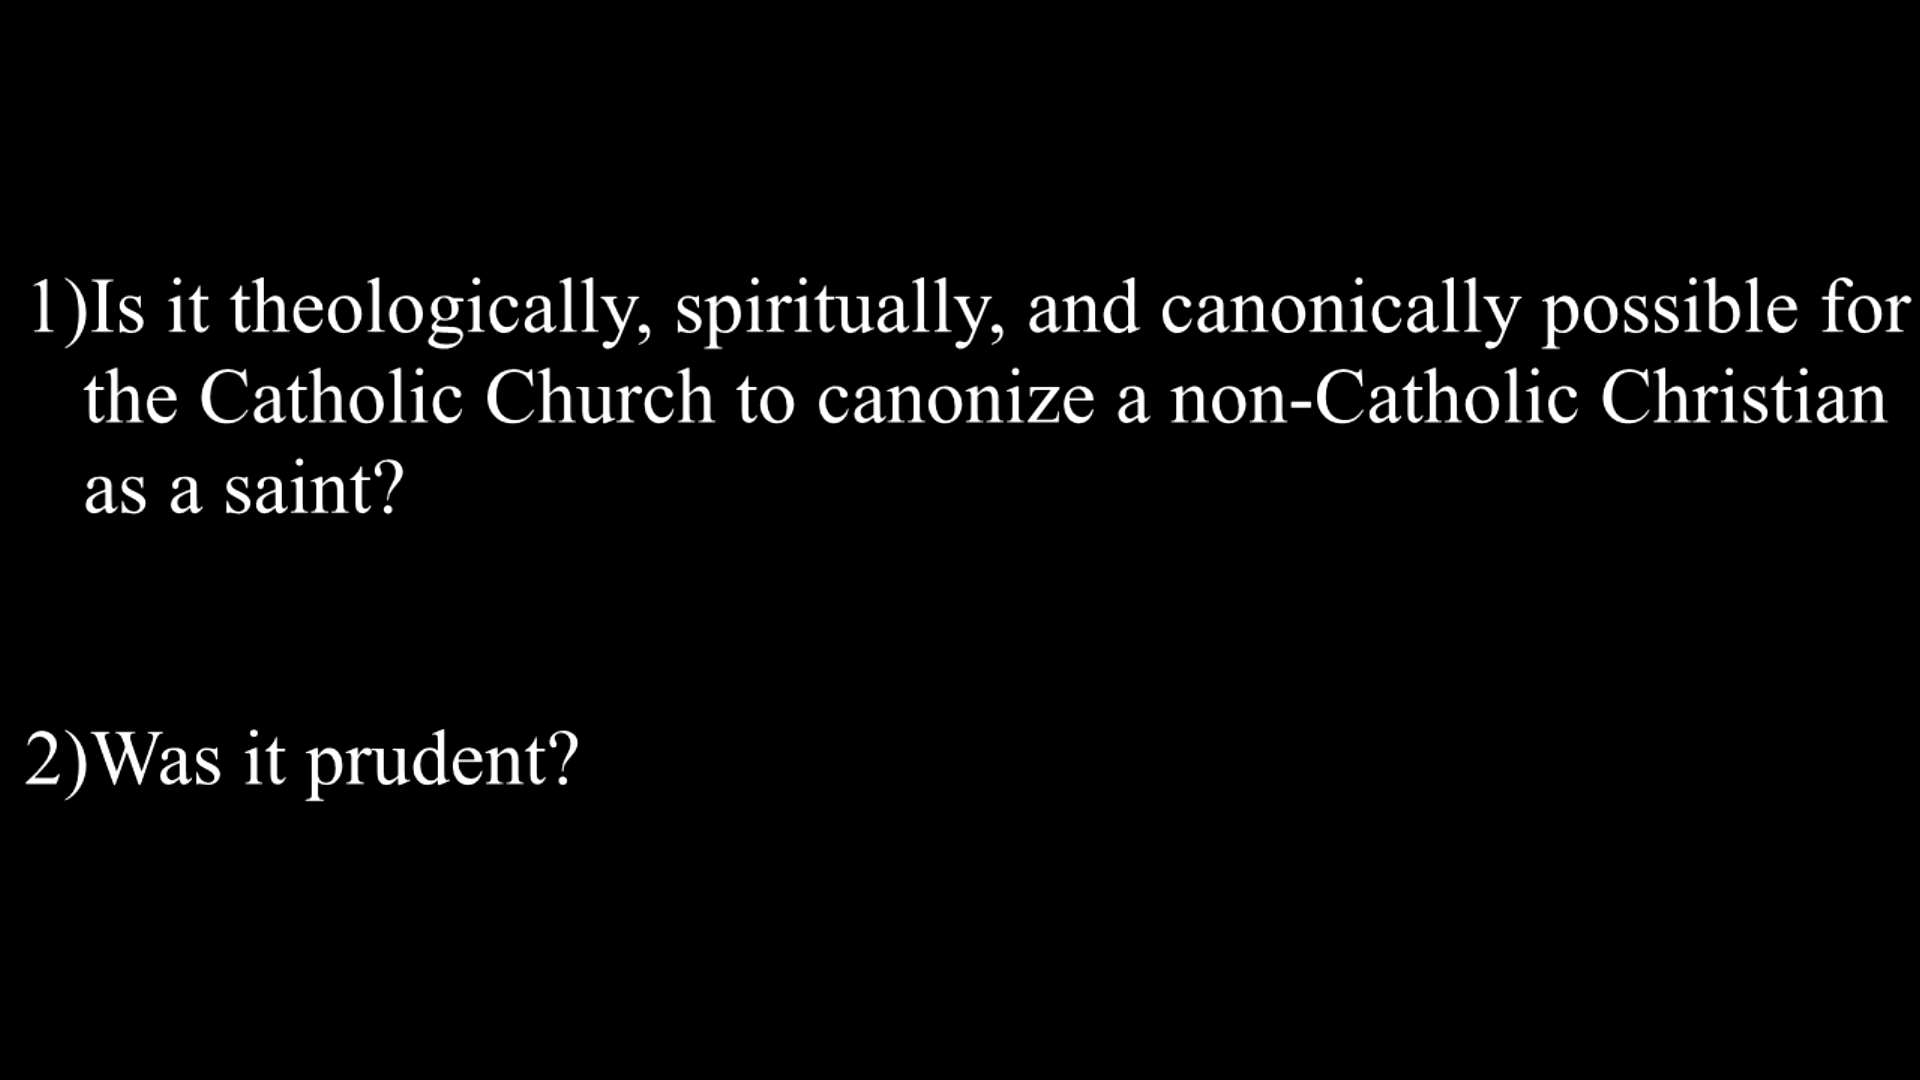 1)Is it theologically, spiritually, and canonically possible for
the Catholic Church to canonize a non-Catholic Christian
as a saint?
2)Was it prudent?